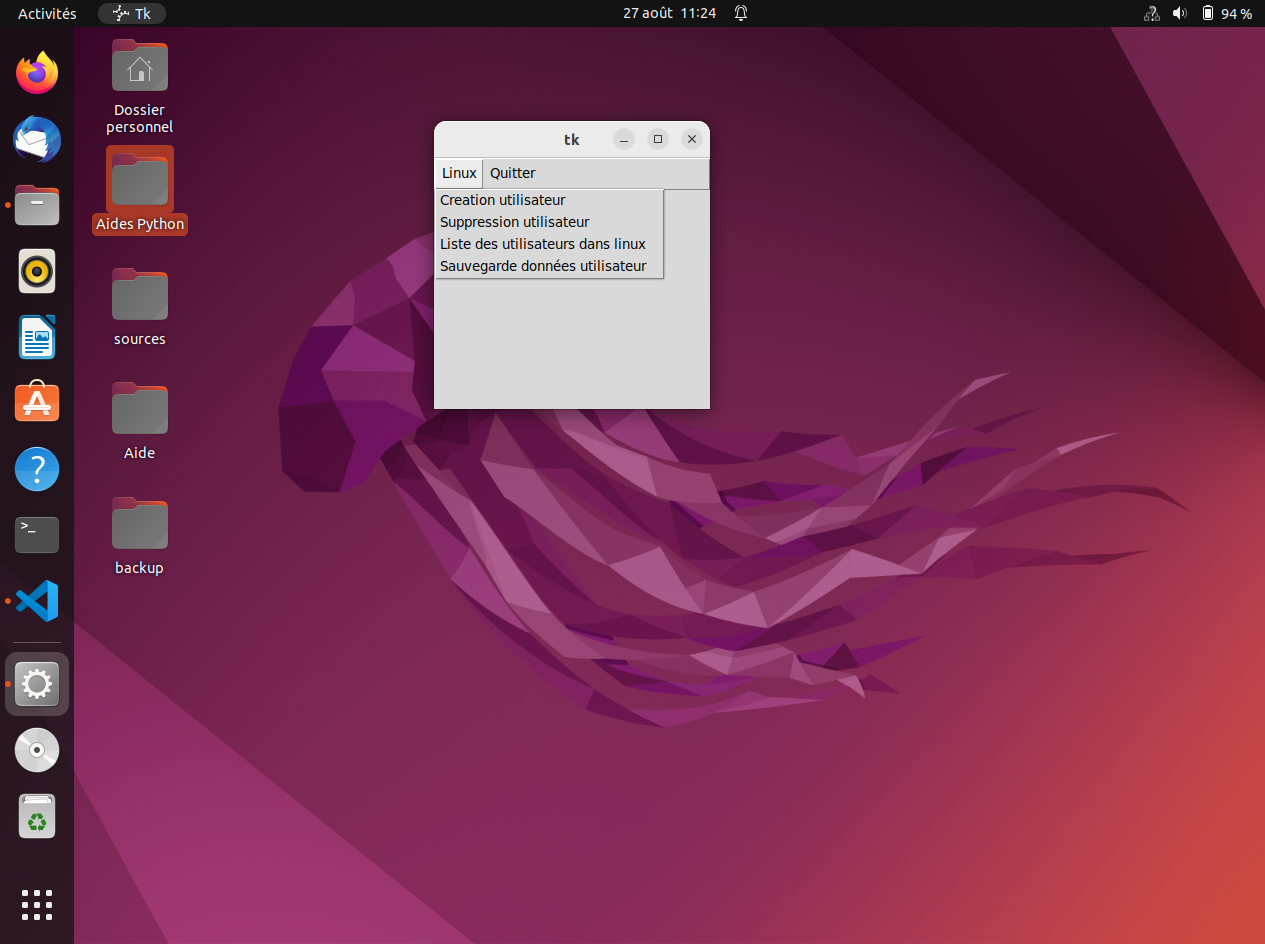 Activités
Tk
27 août 11:24
94 %
Dossier
personnel
Aides Python
sources
Aide
backup
tk
Linux
Quitter
Creation utilisateur
Suppression utilisateur
Liste des utilisateurs dans linux
Sauvegarde données utilisateur